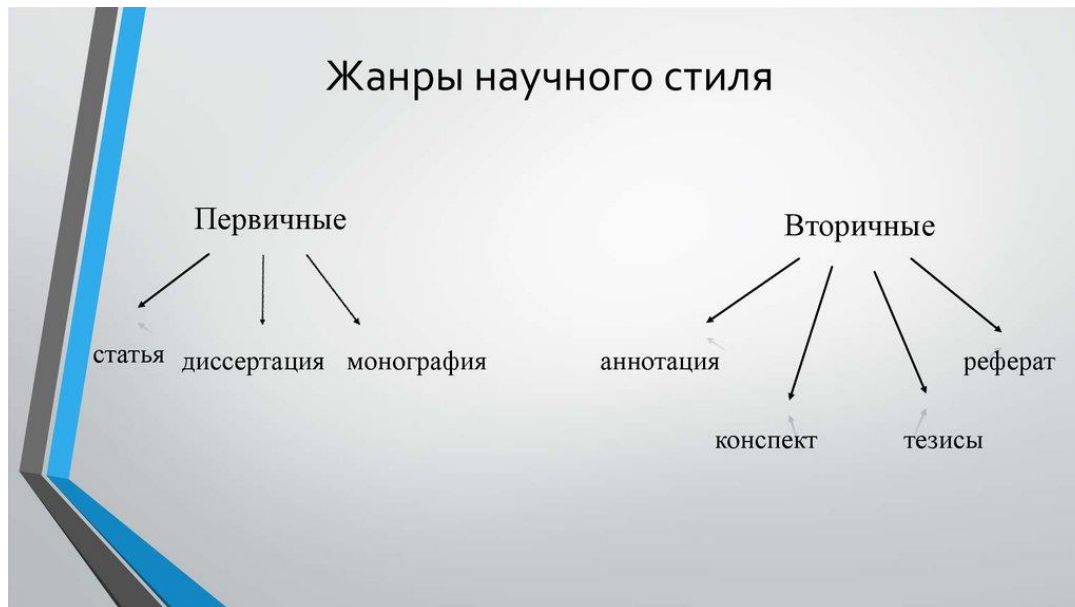 Жанры научного стиля
Первичные
статья
диссертация
монография
Вторичные
аннотация
конспект
тезисы
реферат